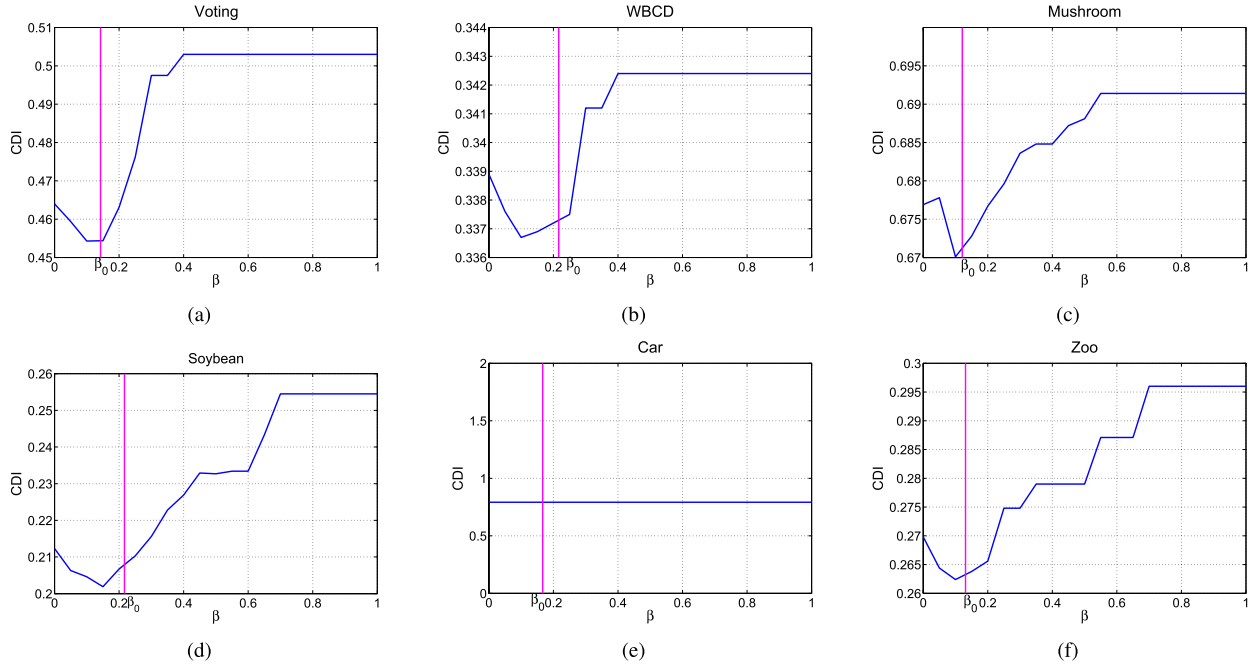 Voting
0.51
0.5
0.49
0.48
0.47
0.46
0.45
CDI
0 β0 0.2 0.4 0.6 0.8 1
β
(a)
WBCD
0.344
0.343
0.342
0.341
0.34
0.339
0.338
0.337
0.336
CDI
0 0.2 β0 0.4 0.6 0.8 1
β
(b)
Mushroom
0.695
0.69
0.685
0.68
0.675
0.67
CDI
0 β0 0.2 0.4 0.6 0.8 1
β
(c)
Soybean
0.26
0.25
0.24
0.23
0.22
0.21
0.2
CDI
0 0.2 β0 0.4 0.6 0.8 1
β
(d)
Car
2
1.5
1
0.5
0
CDI
0 β0 0.2 0.4 0.6 0.8 1
β
(e)
Zoo
0.3
0.295
0.29
0.285
0.28
0.275
0.27
0.265
0.26
CDI
0 β0 0.2 0.4 0.6 0.8 1
β
(f)